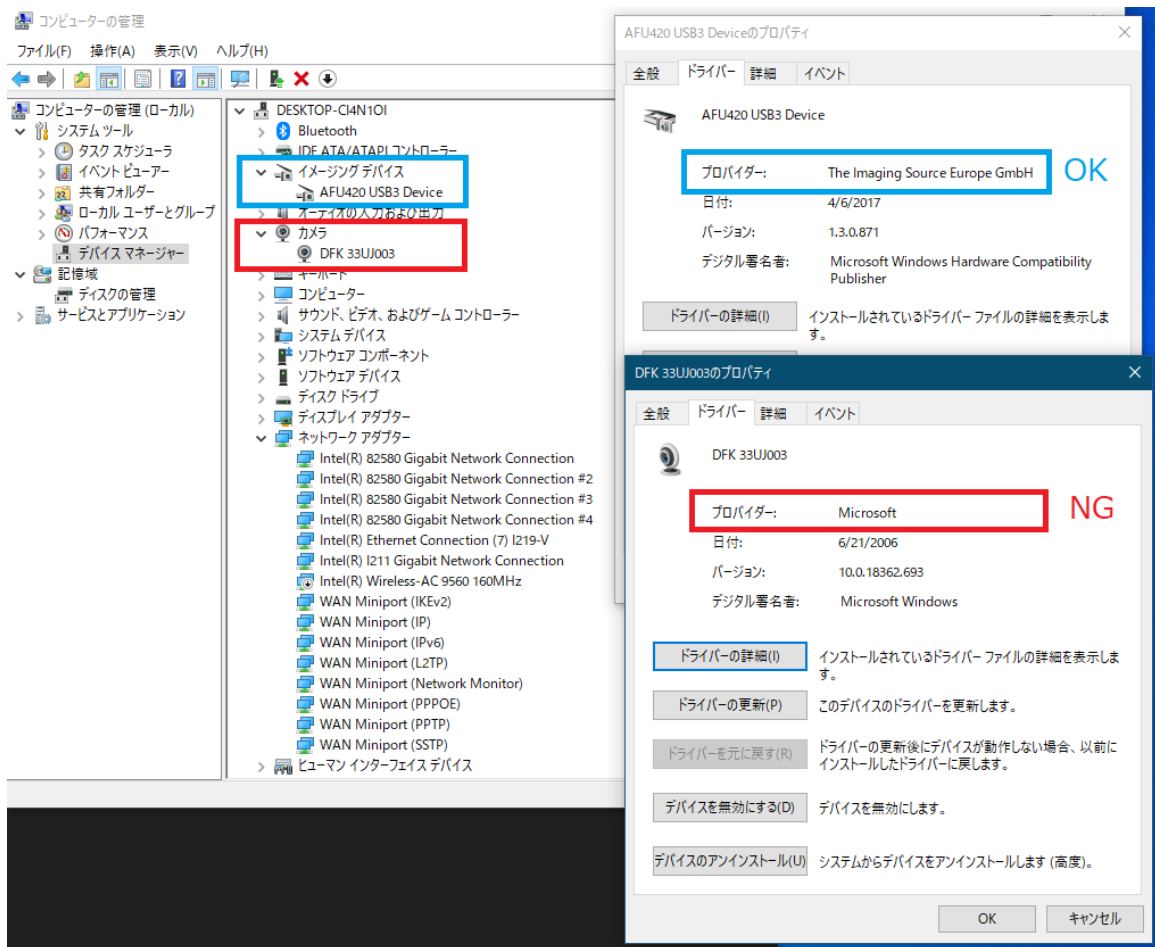 コンピューターの管理
ファイル(F) 操作(A) 表示(V) ヘルプ(H)
コンピューターの管理 (ローカル)
システム ツール
タスク スケジューラ
イベント ビューアー
共有フォルダー
ローカル ユーザーとグループ
パフォーマンス
デバイス マネージャー
記憶域
ディスクの管理
サービスとアプリケーション
DESKTOP-CI4N1OI
Bluetooth
IDE ATA/ATAPI コントローラー
イメージング デバイス
AFU420 USB3 Device
オーディオの入力および出力
カメラ
DFK 33UJ003
キーボード
コンピューター
サウンド、ビデオ、およびゲーム コントローラー
システム デバイス
ソフトウェア コンポーネント
ソフトウェア デバイス
ディスク ドライブ
ディスプレイ アダプター
ネットワーク アダプター
Intel(R) 82580 Gigabit Network Connection
Intel(R) 82580 Gigabit Network Connection #2
Intel(R) 82580 Gigabit Network Connection #3
Intel(R) 82580 Gigabit Network Connection #4
Intel(R) Ethernet Connection (7) I219-V
Intel(R) I211 Gigabit Network Connection
Intel(R) Wireless-AC 9560 160MHz
WAN Miniport (IKEv2)
WAN Miniport (IP)
WAN Miniport (IPv6)
WAN Miniport (L2TP)
WAN Miniport (Network Monitor)
WAN Miniport (PPPOE)
WAN Miniport (PPTP)
WAN Miniport (SSTP)
ヒューマン インターフェイス デバイス
AFU420 USB3 Deviceのプロパティ
全般 ドライバー 詳細 イベント
AFU420 USB3 Device
プロバイダー: The Imaging Source Europe GmbH OK
日付: 4/6/2017
バージョン: 1.3.0.871
デジタル署名者: Microsoft Windows Hardware Compatibility
Publisher
ドライバーの詳細(I) インストールされているドライバー ファイルの詳細を表示しま
す。
DFK 33UJ003のプロパティ
全般 ドライバー 詳細 イベント
DFK 33UJ003
プロバイダー: Microsoft NG
日付: 6/21/2006
バージョン: 10.0.18362.693
デジタル署名者: Microsoft Windows
ドライバーの詳細(I) インストールされているドライバー ファイルの詳細を表示しま
す。
ドライバーの更新(P) このデバイスのドライバーを更新します。
ドライバーを元に戻す(R) ドライバーの更新後にデバイスが動作しない場合、以前に
インストールしたドライバーに戻します。
デバイスを無効にする(D) デバイスを無効にします。
デバイスのアンインストール(U) システムからデバイスをアンインストールします (高度)。
OK キャンセル